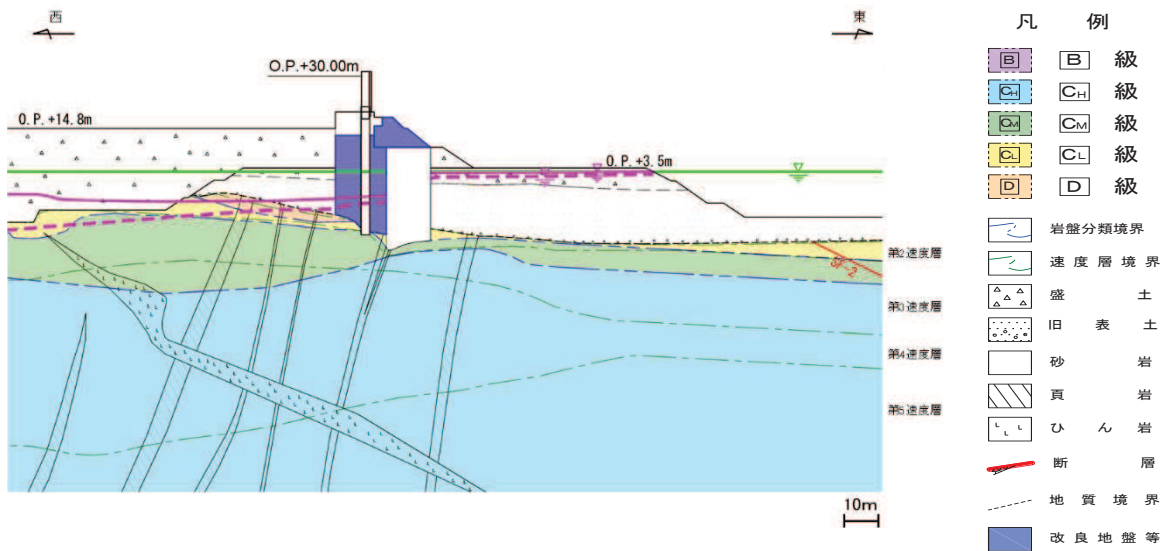 西
東
O.P.+30.00m
O.P.+14.8m
O.P.+3.5m
SF-2
第2速度層
第3速度層
第4速度層
第5速度層
10m
凡 例
B B 級
CH CH 級
CM CM 級
CL CL 級
D D 級
岩盤分類境界
速度層境界
盛土
旧表土
砂岩
頁岩
ひん岩
断層
地質境界
改良地盤等